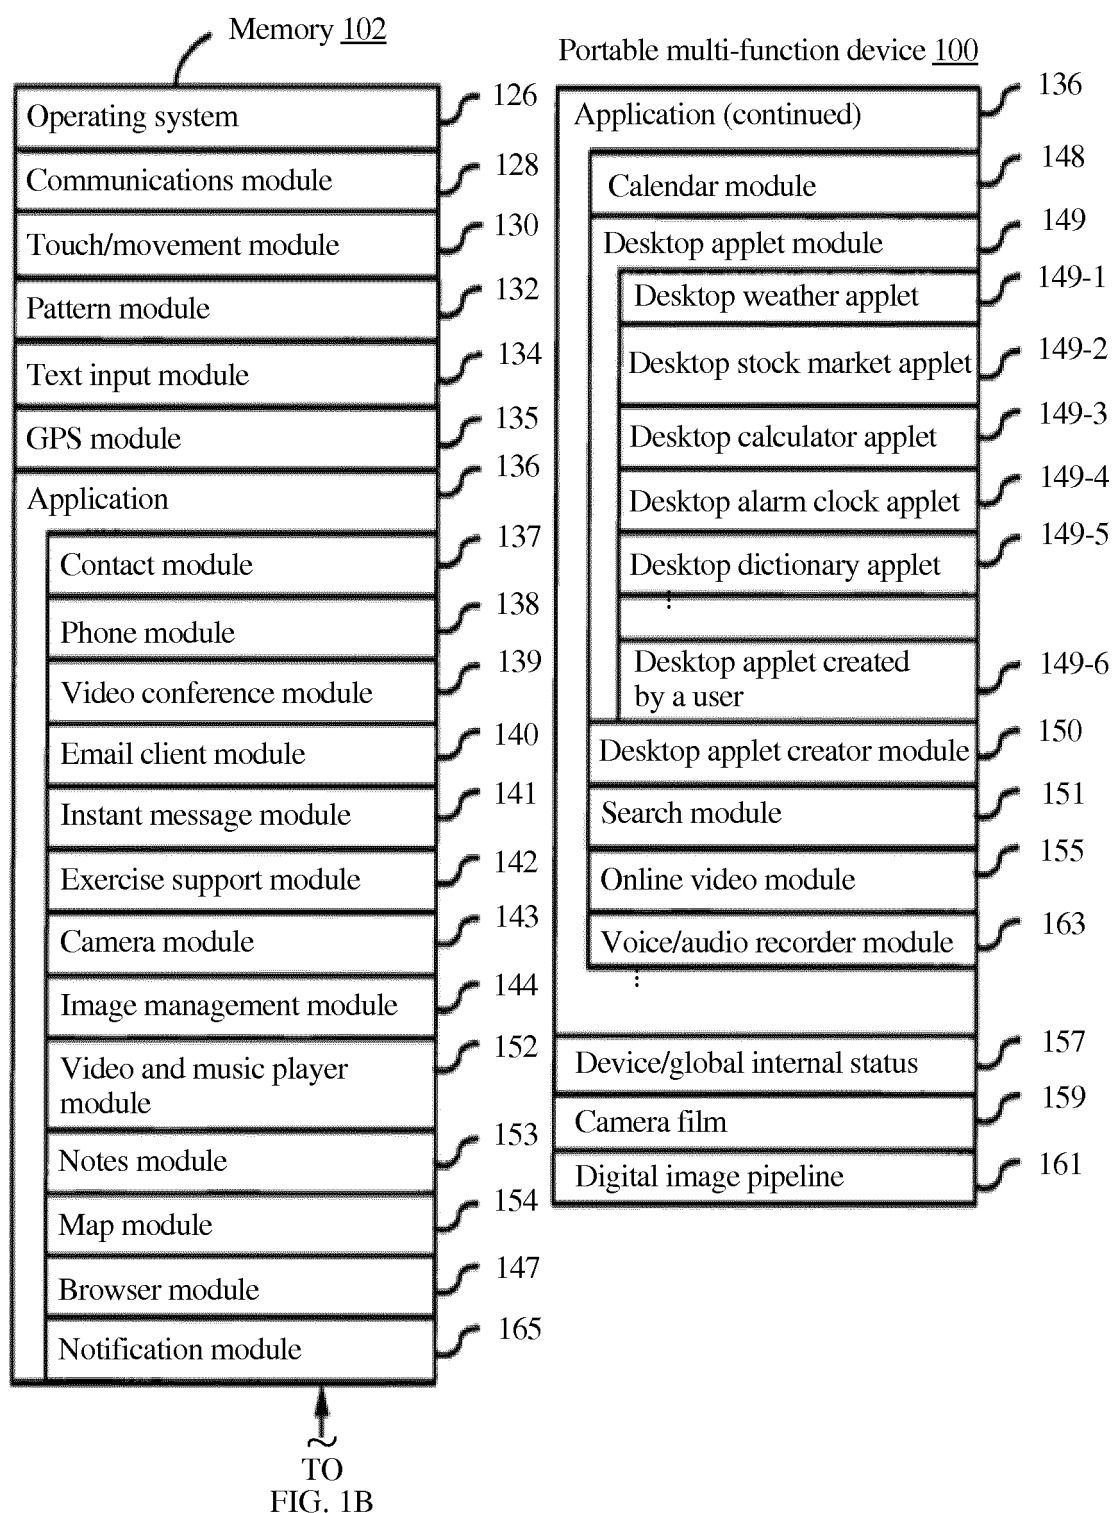 Memory 102
Operating system
126
Communications module
128
Touch/movement module
130
Pattern module
132
Text input module
134
GPS module
135
Application
136
Contact module
137
Phone module
138
Video conference module
139
Email client module
140
Instant message module
141
Exercise support module
142
Camera module
143
Image management module
144
Video and music player
module
152
Notes module
153
Map module
154
Browser module
147
Notification module
165
TO
FIG. 1B
Portable multi-function device 100
Application (continued)
136
Calendar module
148
Desktop applet module
149
Desktop weather applet
149-1
Desktop stock market applet
149-2
Desktop calculator applet
149-3
Desktop alarm clock applet
149-4
Desktop dictionary applet
149-5
⋮
Desktop applet created
by a user
149-6
Desktop applet creator module
150
Search module
151
Online video module
155
Voice/audio recorder module
163
⋮
Device/global internal status
157
Camera film
159
Digital image pipeline
161